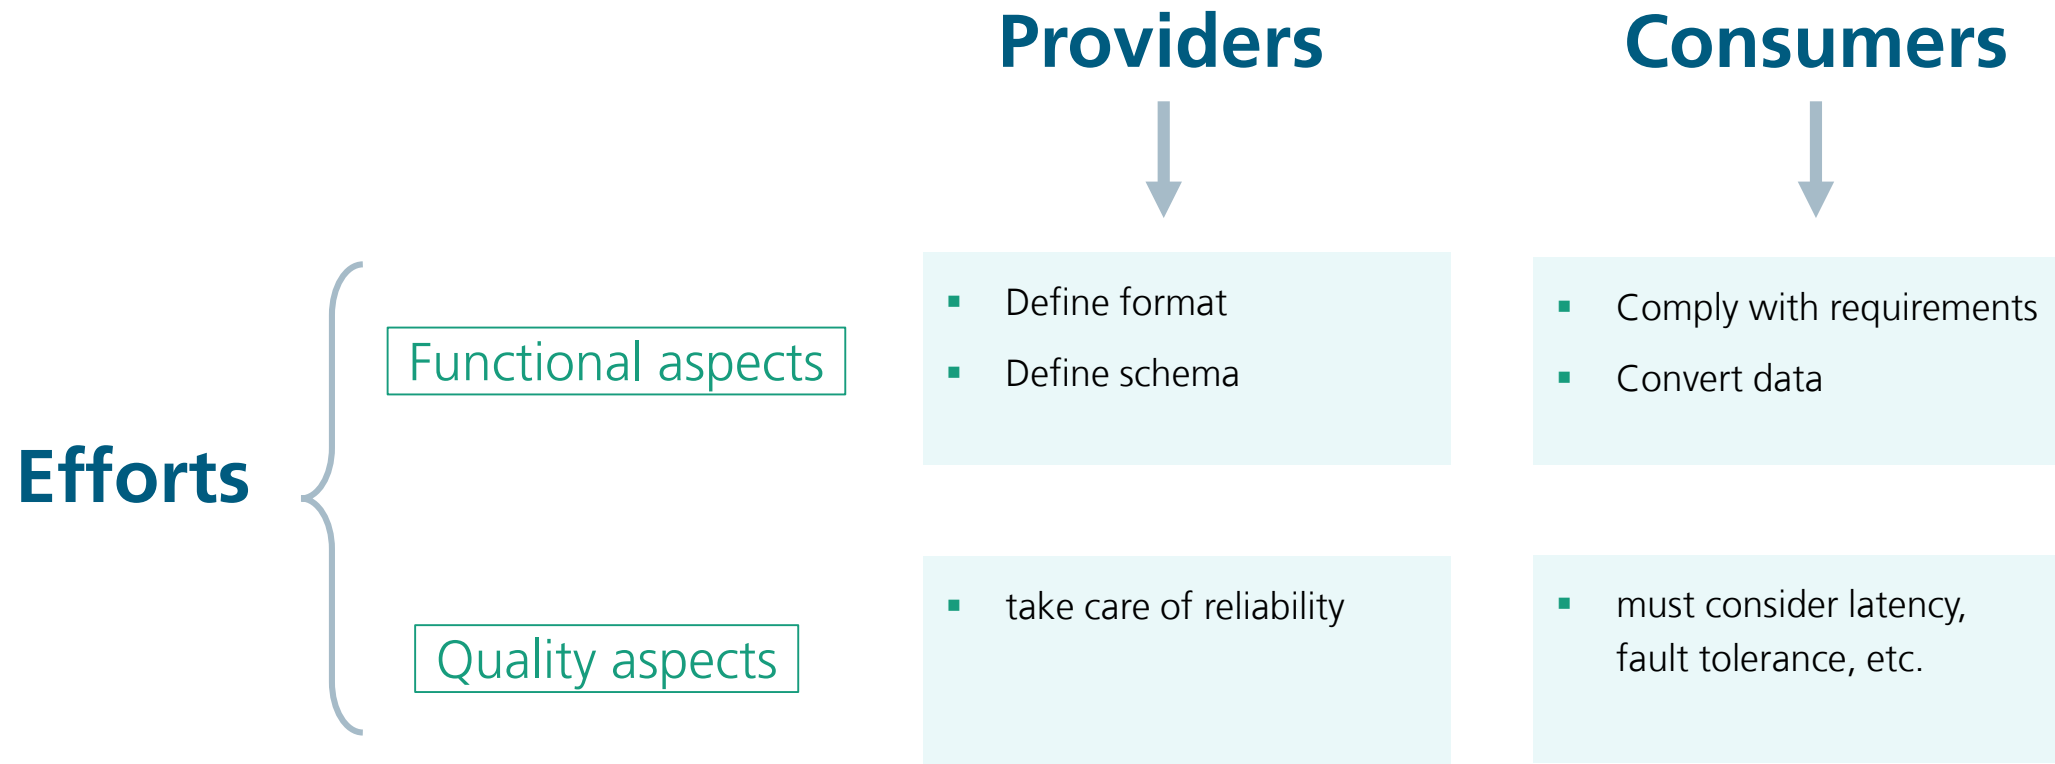 Providers
Consumers
Efforts
Functional aspects
▪ Define format
▪ Define schema
▪ Comply with requirements
▪ Convert data
Quality aspects
▪ take care of reliability
▪ must consider latency,
fault tolerance, etc.